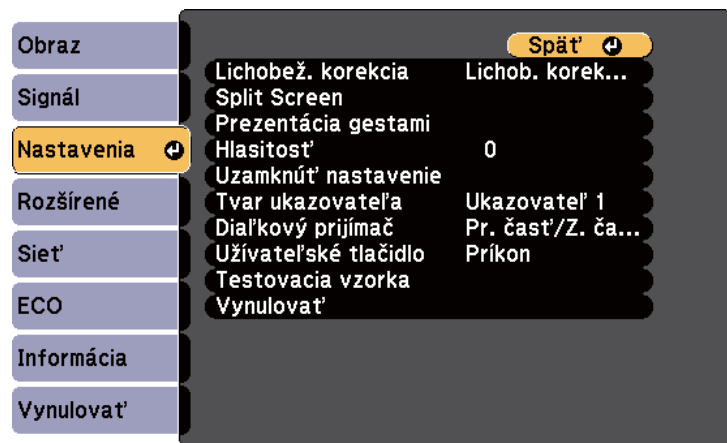 Obraz
Signál
Nastavenia
Rozšírené
Sieť
ECO
Informácia
Vynulovať
Späť
Lichobež. korekcia Lichob. korek...
Split Screen
Prezentácia gestami
Hlasitosť 0
Uzamknúť nastavenie
Tvar ukazovateľa Ukazovateľ 1
Diaľkový prijímač Pr. časť/Z. ča...
Užívateľské tlačidlo Príkon
Testovacia vzorka
Vynulovať